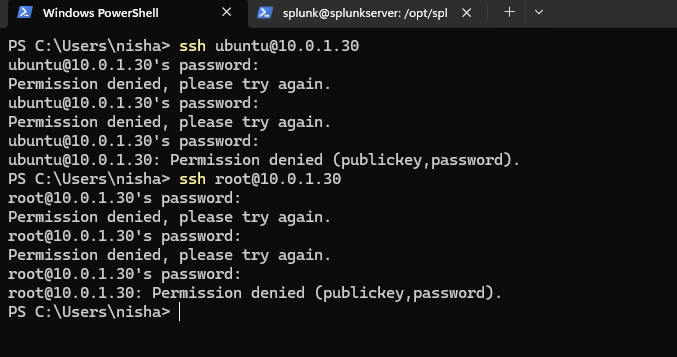 Windows PowerShell
splunk@splunkserver: /opt/spl
PS C:\Users\nisha> ssh ubuntu@10.0.1.30
ubuntu@10.0.1.30's password:
Permission denied, please try again.
ubuntu@10.0.1.30's password:
Permission denied, please try again.
ubuntu@10.0.1.30's password:
ubuntu@10.0.1.30: Permission denied (publickey,password).
PS C:\Users\nisha> ssh root@10.0.1.30
root@10.0.1.30's password:
Permission denied, please try again.
root@10.0.1.30's password:
Permission denied, please try again.
root@10.0.1.30's password:
root@10.0.1.30: Permission denied (publickey,password).
PS C:\Users\nisha>